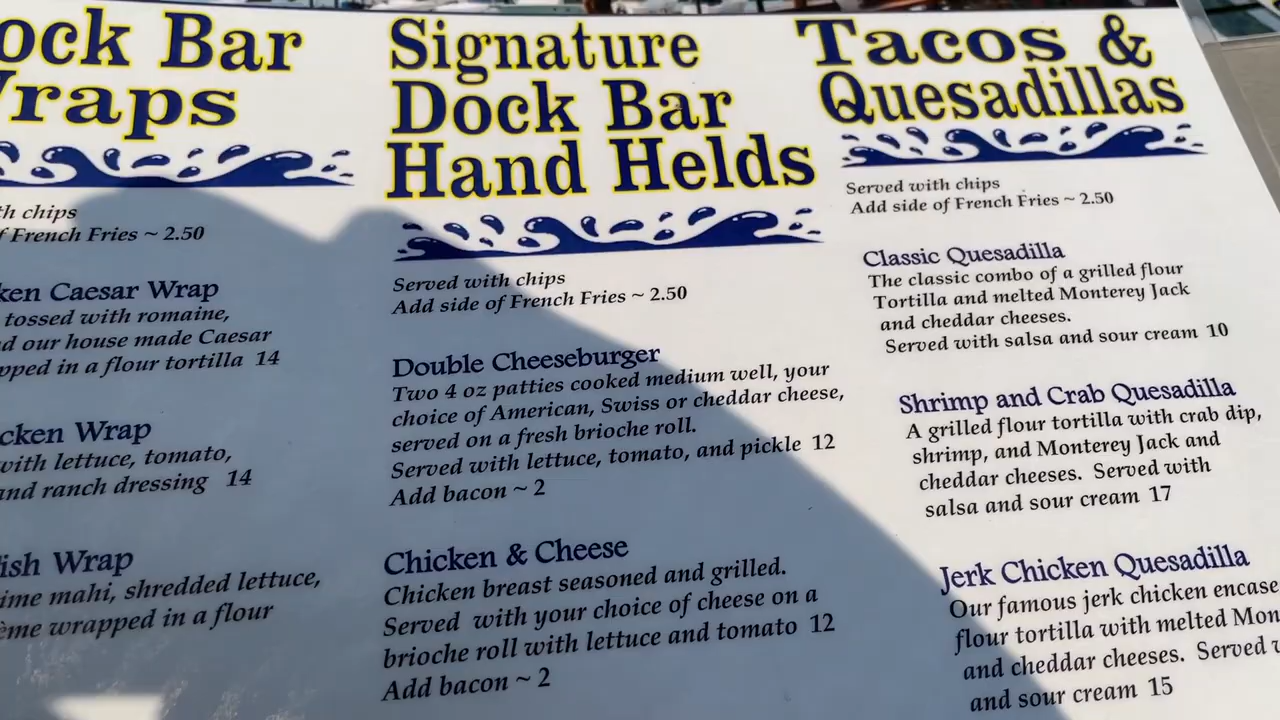 ock Bar
Wraps
th chips
f French Fries ~ 2.50
ken Caesar Wrap
tossed with romaine,
nd our house made Caesar
pped in a flour tortilla 14
cken Wrap
with lettuce, tomato,
and ranch dressing 14
ish Wrap
ime mahi, shredded lettuce,
ème wrapped in a flour
Signature
Dock Bar
Hand Helds
Served with chips
Add side of French Fries ~ 2.50
Double Cheeseburger
Two 4 oz patties cooked medium well, your
choice of American, Swiss or cheddar cheese,
served on a fresh brioche roll.
Served with lettuce, tomato, and pickle 12
Add bacon ~ 2
Chicken & Cheese
Chicken breast seasoned and grilled.
Served with your choice of cheese on a
brioche roll with lettuce and tomato 12
Add bacon ~ 2
Tacos &
Quesadillas
Served with chips
Add side of French Fries ~ 2.50
Classic Quesadilla
The classic combo of a grilled flour
Tortilla and melted Monterey Jack
and cheddar cheeses.
Served with salsa and sour cream 10
Shrimp and Crab Quesadilla
A grilled flour tortilla with crab dip,
shrimp, and Monterey Jack and
cheddar cheeses. Served with
salsa and sour cream 17
Jerk Chicken Quesadilla
Our famous jerk chicken encase
flour tortilla with melted Mon
and cheddar cheeses. Served w
and sour cream 15